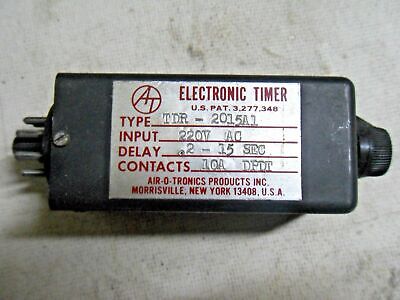 AT
ELECTRONIC TIMER
U.S. PAT. 3,277,348
TYPE TDR - 2015A1
INPUT 220V AC
DELAY .2 - 15 SEC
CONTACTS 10A DPDT
AIR-O-TRONICS PRODUCTS INC.
MORRISVILLE, NEW YORK 13408, U.S.A.